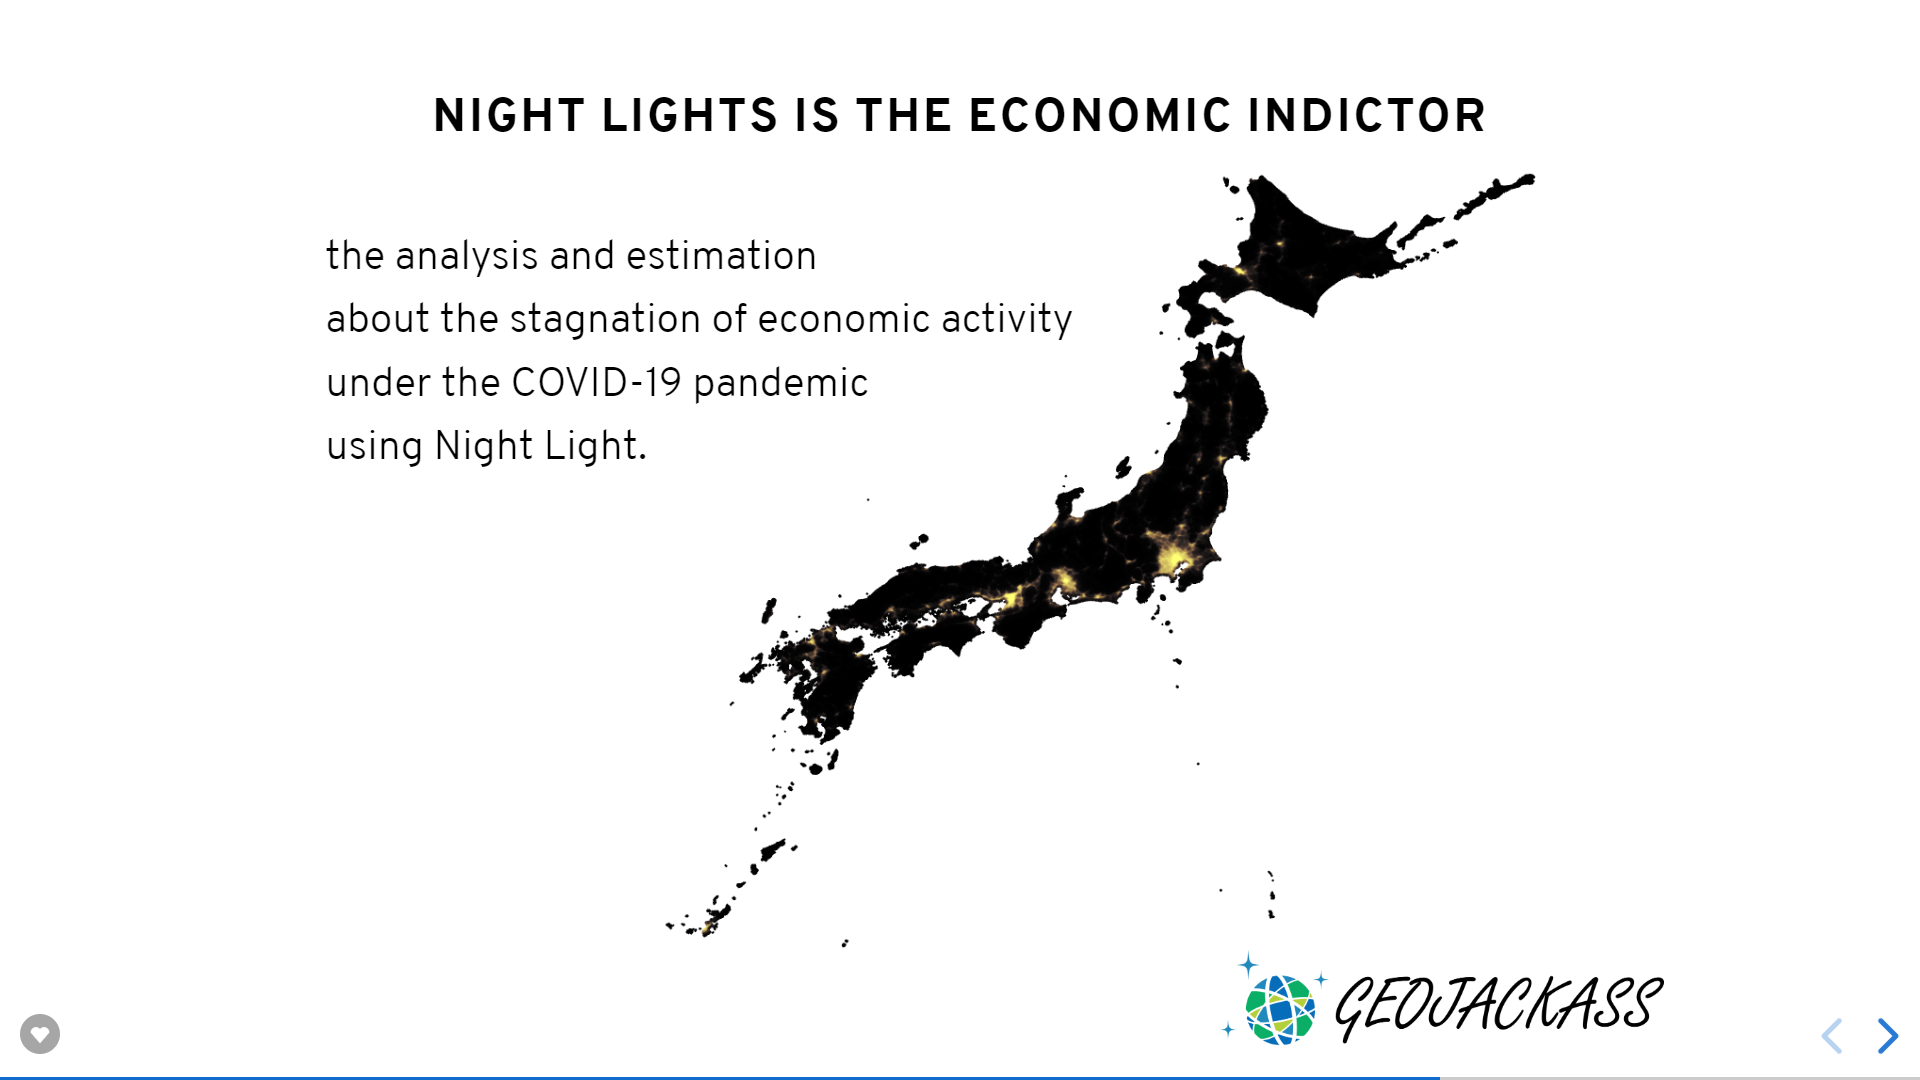 NIGHT LIGHTS IS THE ECONOMIC INDICTOR
the analysis and estimation
about the stagnation of economic activity
under the COVID-19 pandemic
using Night Light.
GEOJACKASS